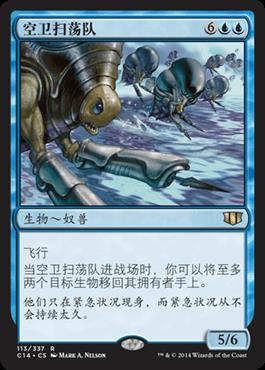 空卫扫荡队 6
生物~奴兽
飞行
当空卫扫荡队进战场时，你可以将至多
两个目标生物移回其拥有者手上。
他们只在紧急状况现身，而紧急状况从不
会持续太久。
5/6
113/337 R
C14 • CS MARK A. NELSON
™ & © 2014 Wizards of the Coast